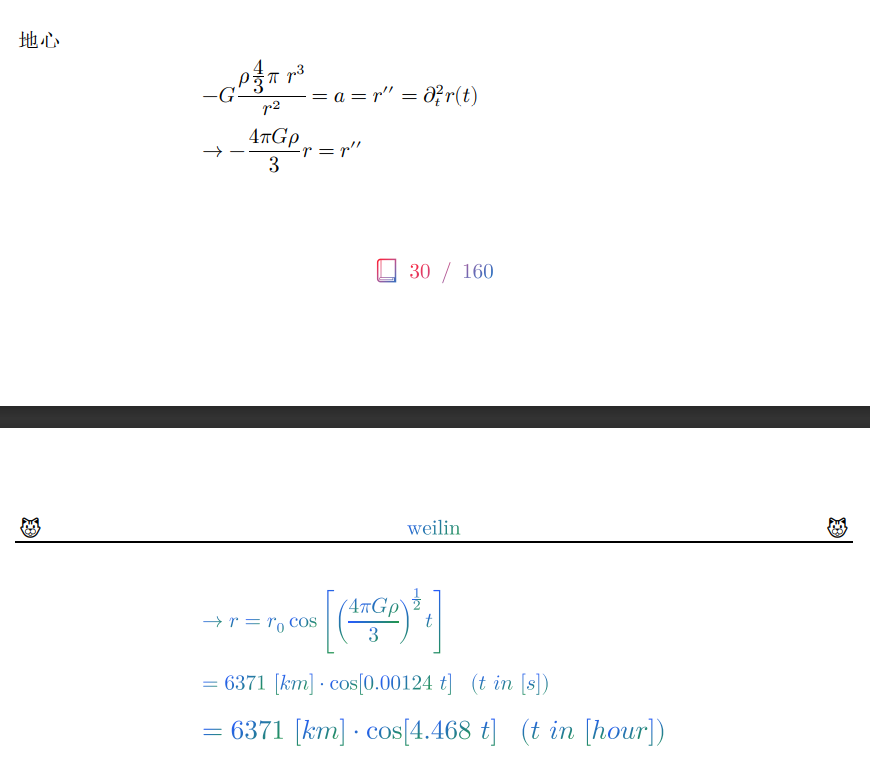 地心
$-G\frac{\rho\frac{4}{3}\pi\ r^3}{r^2} = a = r'' = \partial_t^2 r(t)$
$\rightarrow -\frac{4\pi G\rho}{3}r = r''$
30 / 160
weilin
$\rightarrow r = r_0 \cos\left[\left(\frac{4\pi G\rho}{3}\right)^{\frac{1}{2}} t\right]$
$= 6371\ [km] \cdot \cos[0.00124\ t]\ \ (t\ in\ [s])$
$= 6371\ [km] \cdot \cos[4.468\ t]\ \ (t\ in\ [hour])$